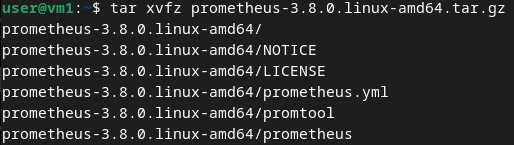 user@vm1:~$ tar xvfz prometheus-3.8.0.linux-amd64.tar.gz
prometheus-3.8.0.linux-amd64/
prometheus-3.8.0.linux-amd64/NOTICE
prometheus-3.8.0.linux-amd64/LICENSE
prometheus-3.8.0.linux-amd64/prometheus.yml
prometheus-3.8.0.linux-amd64/promtool
prometheus-3.8.0.linux-amd64/prometheus